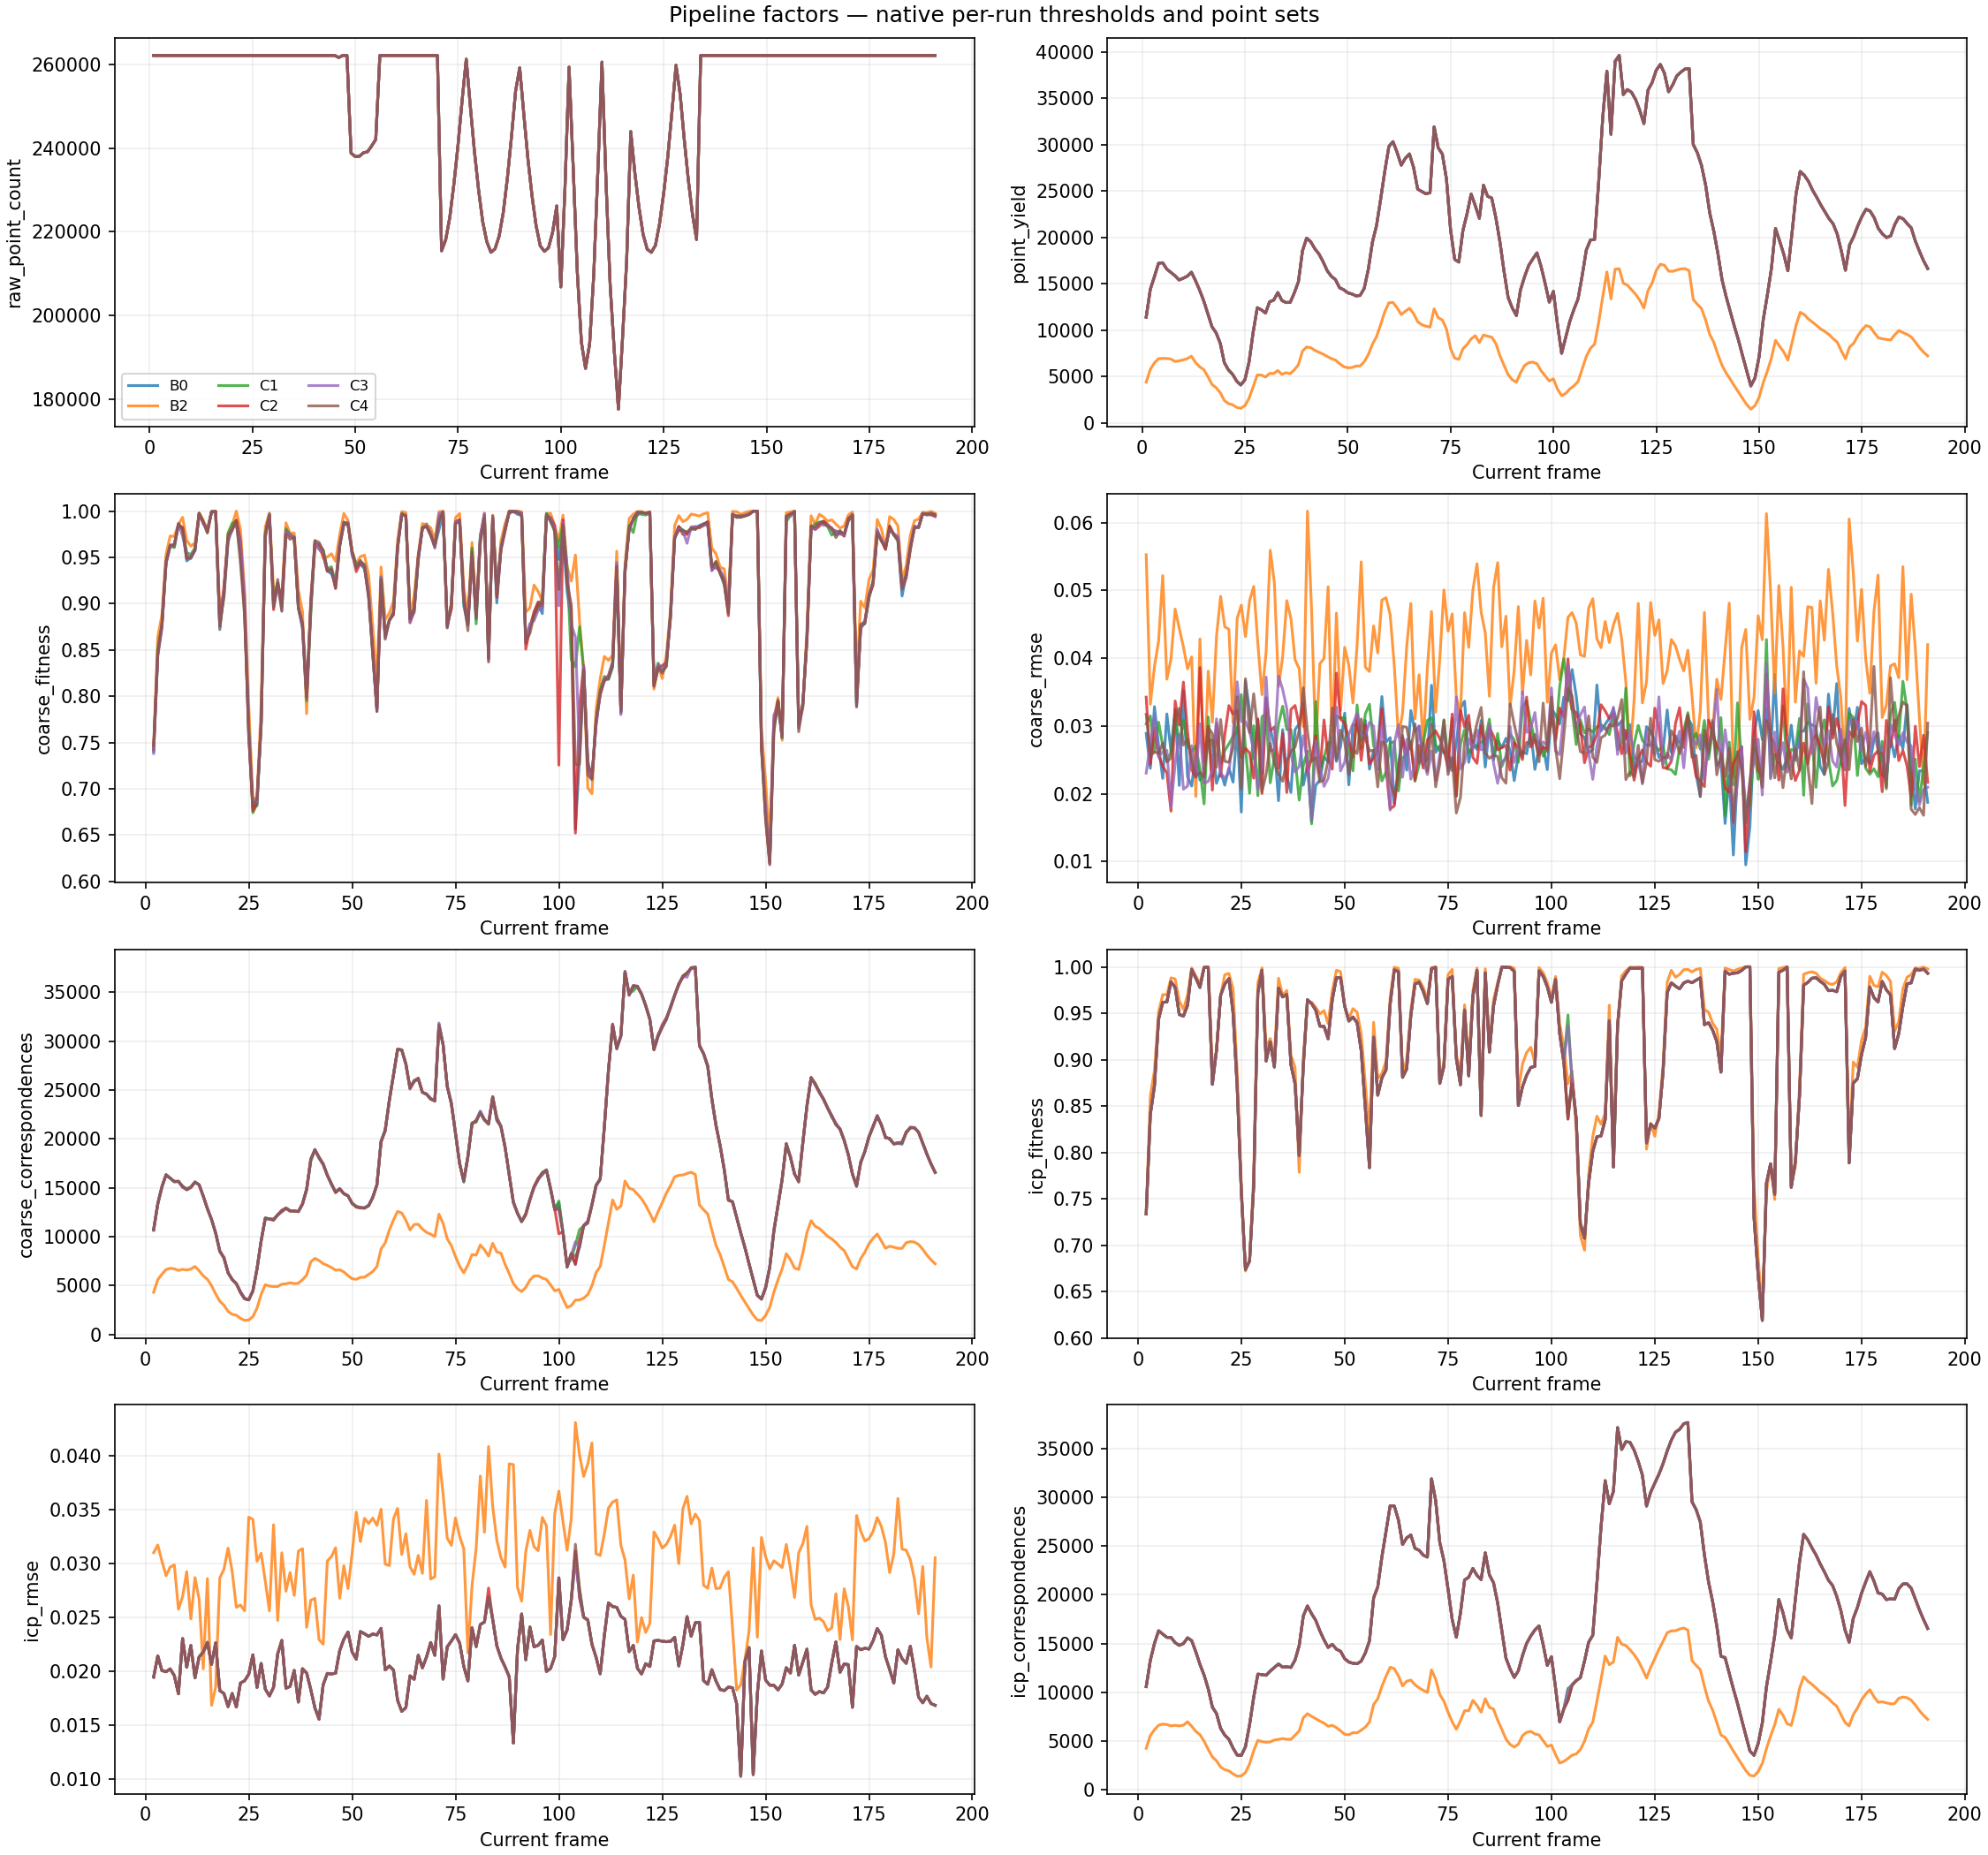 Pipeline factors — native per-run thresholds and point sets
raw_point_count
260000
240000
220000
200000
180000
B0 C1 C3
B2 C2 C4
0 25 50 75 100 125 150 175 200
Current frame
point_yield
40000
35000
30000
25000
20000
15000
10000
5000
0
0 25 50 75 100 125 150 175 200
Current frame
coarse_fitness
1.00
0.95
0.90
0.85
0.80
0.75
0.70
0.65
0.60
0 25 50 75 100 125 150 175 200
Current frame
coarse_rmse
0.06
0.05
0.04
0.03
0.02
0.01
0 25 50 75 100 125 150 175 200
Current frame
coarse_correspondences
35000
30000
25000
20000
15000
10000
5000
0
0 25 50 75 100 125 150 175 200
Current frame
icp_fitness
1.00
0.95
0.90
0.85
0.80
0.75
0.70
0.65
0.60
0 25 50 75 100 125 150 175 200
Current frame
icp_rmse
0.040
0.035
0.030
0.025
0.020
0.015
0.010
0 25 50 75 100 125 150 175 200
Current frame
icp_correspondences
35000
30000
25000
20000
15000
10000
5000
0
0 25 50 75 100 125 150 175 200
Current frame